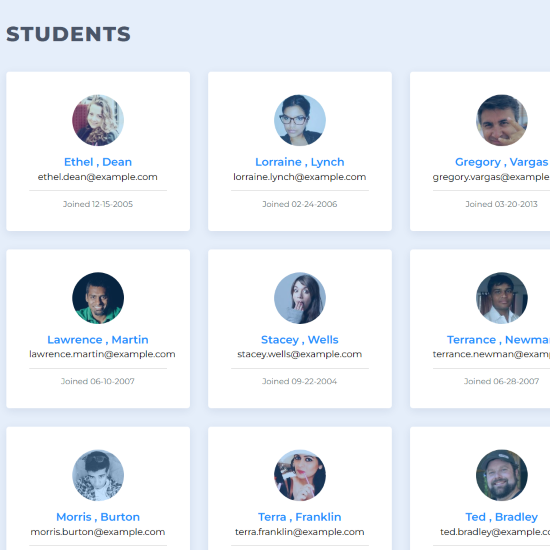 STUDENTS
Ethel , Dean
ethel.dean@example.com
Joined 12-15-2005
Lorraine , Lynch
lorraine.lynch@example.com
Joined 02-24-2006
Gregory , Vargas
gregory.vargas@example
Joined 03-20-2013
Lawrence , Martin
lawrence.martin@example.com
Joined 06-10-2007
Stacey , Wells
stacey.wells@example.com
Joined 09-22-2004
Terrance , Newma
terrance.newman@examp
Joined 06-28-2007
Morris , Burton
morris.burton@example.com
Terra , Franklin
terra.franklin@example.com
Ted , Bradley
ted.bradley@example.co